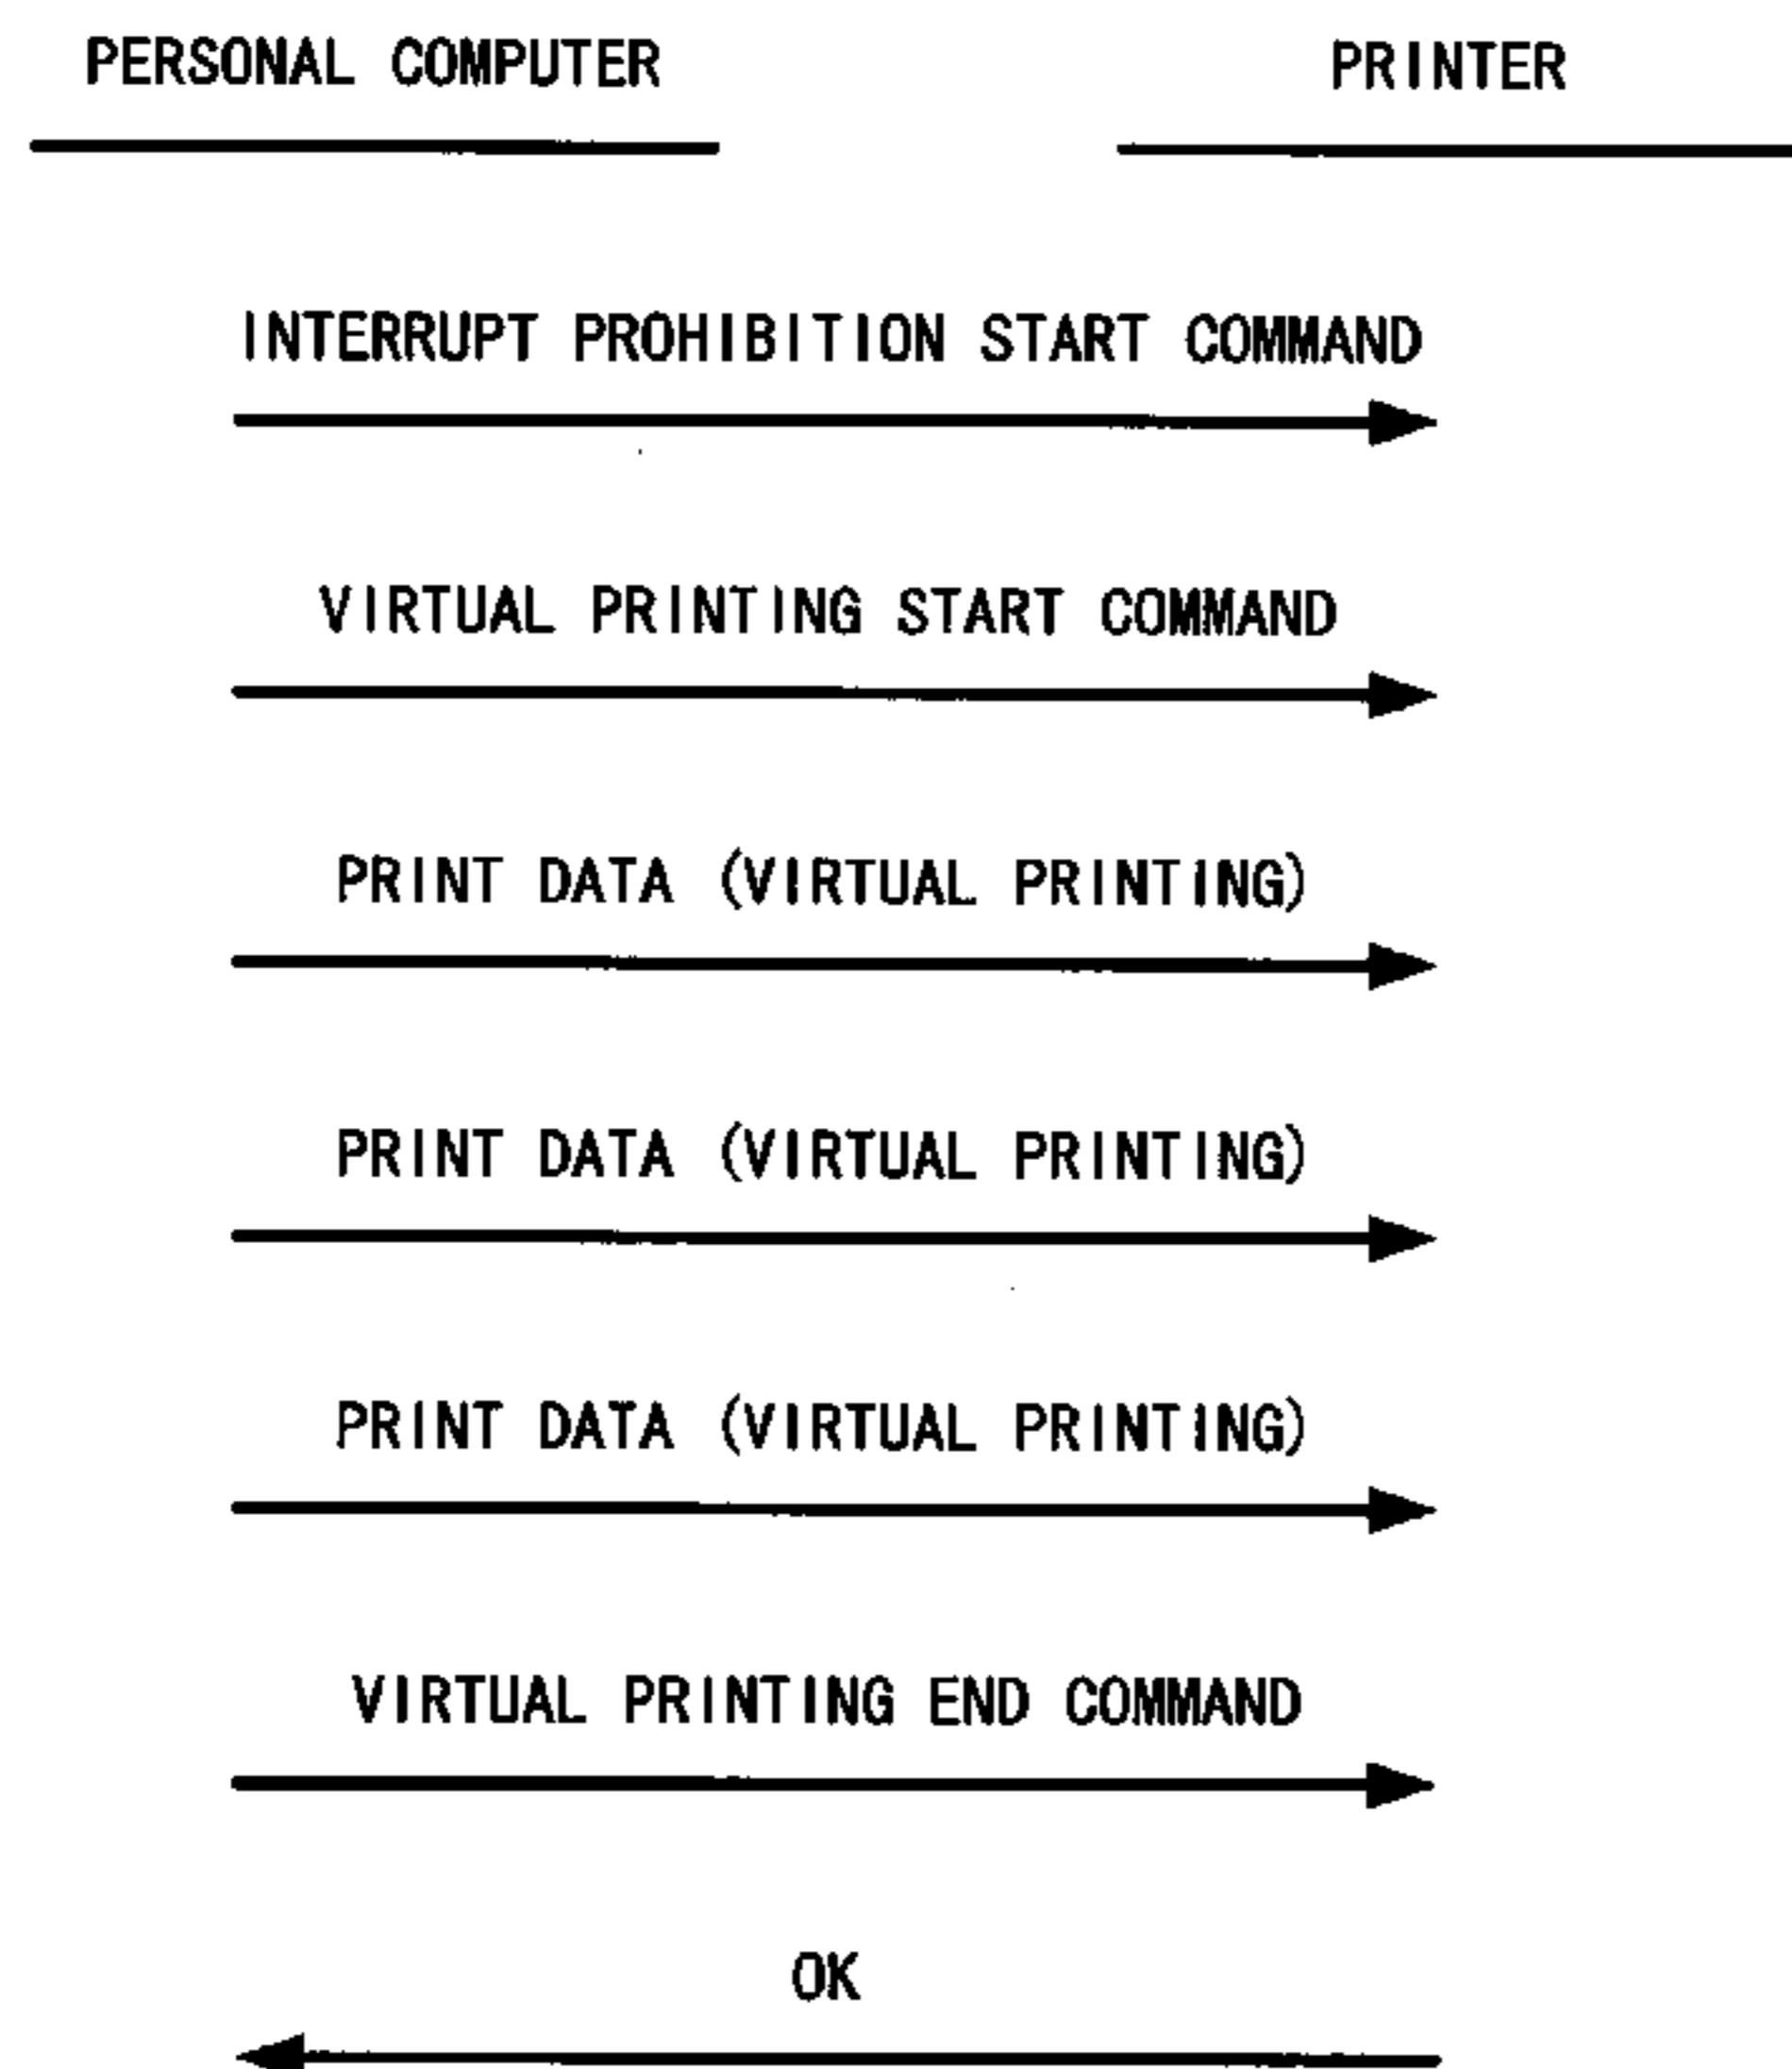 PERSONAL COMPUTER PRINTER
INTERRUPT PROHIBITION START COMMAND
VIRTUAL PRINTING START COMMAND
PRINT DATA (VIRTUAL PRINTING)
PRINT DATA (VIRTUAL PRINTING)
PRINT DATA (VIRTUAL PRINTING)
VIRTUAL PRINTING END COMMAND
OK